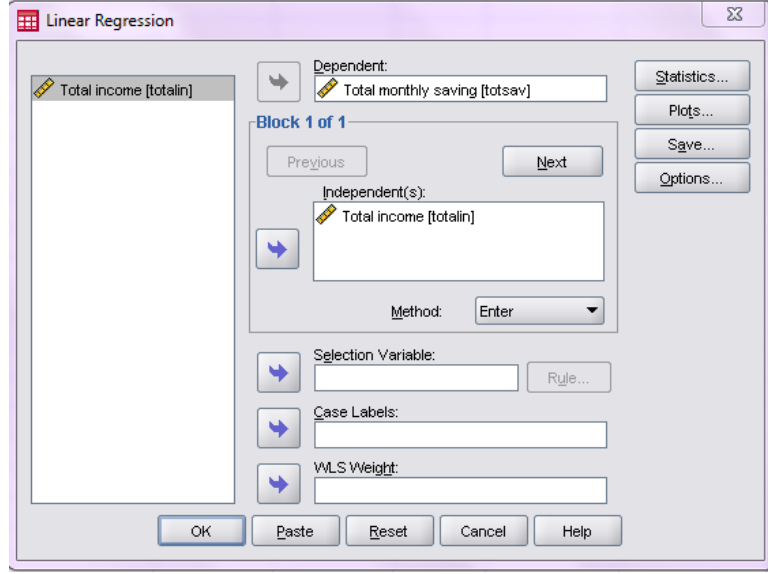 Linear Regression
Total income [totalin]
Dependent:
Total monthly saving [totsav]
Block 1 of 1
Previous
Next
Independent(s):
Total income [totalin]
Method:
Enter
Selection Variable:
Rule...
Case Labels:
WLS Weight:
Statistics...
Plots...
Save...
Options...
OK
Paste
Reset
Cancel
Help